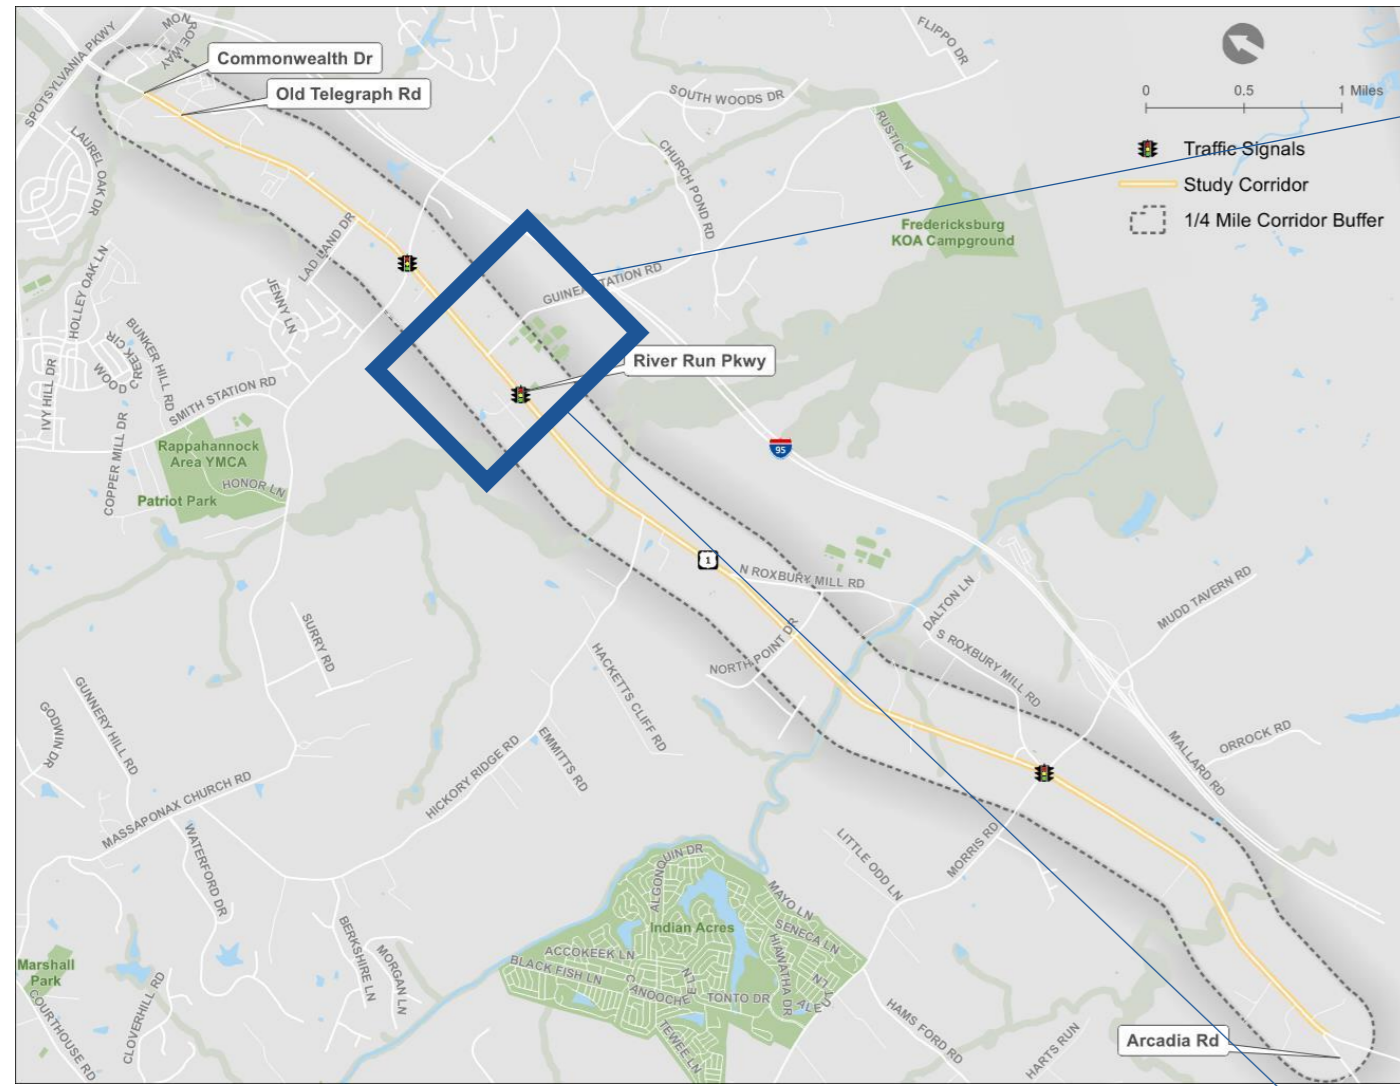 MONROE WAY
FLIPPO DR
SPOTSYLVANIA PKWY
Commonwealth Dr
Old Telegraph Rd
SOUTH WOODS DR
0 0.5 1 Miles
Traffic Signals
Study Corridor
1/4 Mile Corridor Buffer
RUSTIC LN
CHURCH POND RD
LAUREL OAK DR
Fredericksburg
KOA Campground
LAD LAND DR
HOLLEY OAK LN
JENNY LN
GUINEA STATION RD
BUNKER HILL RD
WOOD CREEK CIR
River Run Pkwy
IVY HILL DR
SMITH STATION RD
COPPER MILL DR
Rappahannock
Area YMCA
95
HONOR LN
Patriot Park
1
N ROXBURY MILL RD
DALTON LN
MUDD TAVERN RD
SURRY RD
NORTH POINT DR
S ROXBURY MILL RD
HACKETTS CLIFF RD
GUNNERY HILL RD
GODWIN DR
EMMITTS RD
HICKORY RIDGE RD
MALLARD RD
ORROCK RD
MASSAPONAX CHURCH RD
WATERFORD DR
LITTLE ODD LN
MORRIS RD
ALGONQUIN DR
MAYO LN
SENECA LN
Indian Acres
HIAWATHA DR
BERKSHIRE LN
MORGAN LN
ACCOKEEK LN
BLACK FISH LN
CANOOCHE
TONTO DR
Marshall
Park
COURTHOUSE RD
CLOVERHILL RD
TEWEE LN
HAMS FORD RD
HARTS RUN
Arcadia Rd